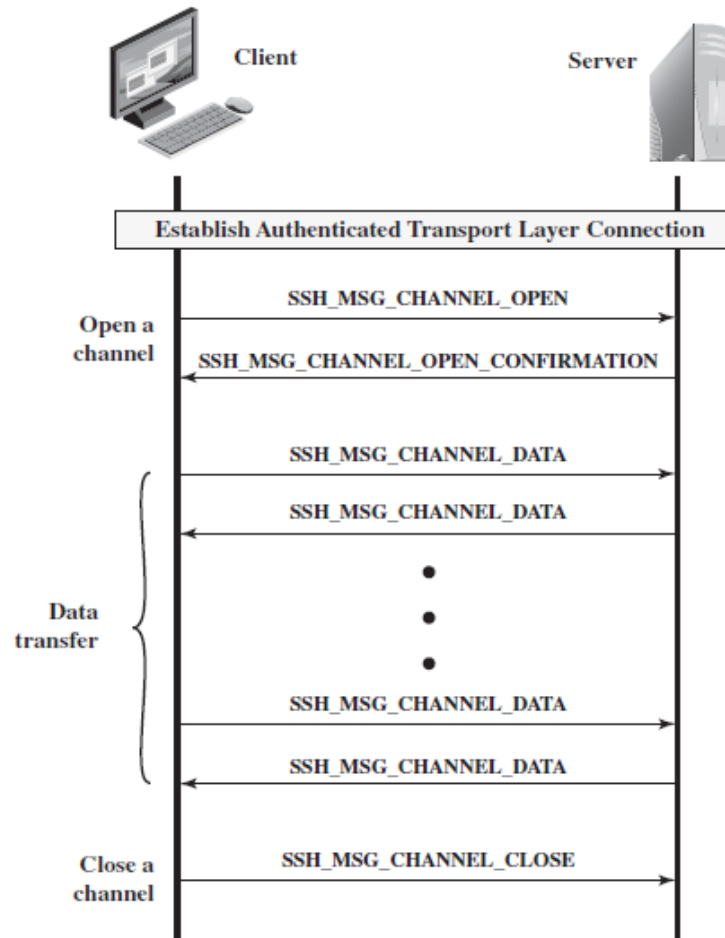 Client
Server
Establish Authenticated Transport Layer Connection
SSH_MSG_CHANNEL_OPEN
Open a
channel
SSH_MSG_CHANNEL_OPEN_CONFIRMATION
SSH_MSG_CHANNEL_DATA
SSH_MSG_CHANNEL_DATA
Data
transfer
SSH_MSG_CHANNEL_DATA
SSH_MSG_CHANNEL_DATA
SSH_MSG_CHANNEL_CLOSE
Close a
channel